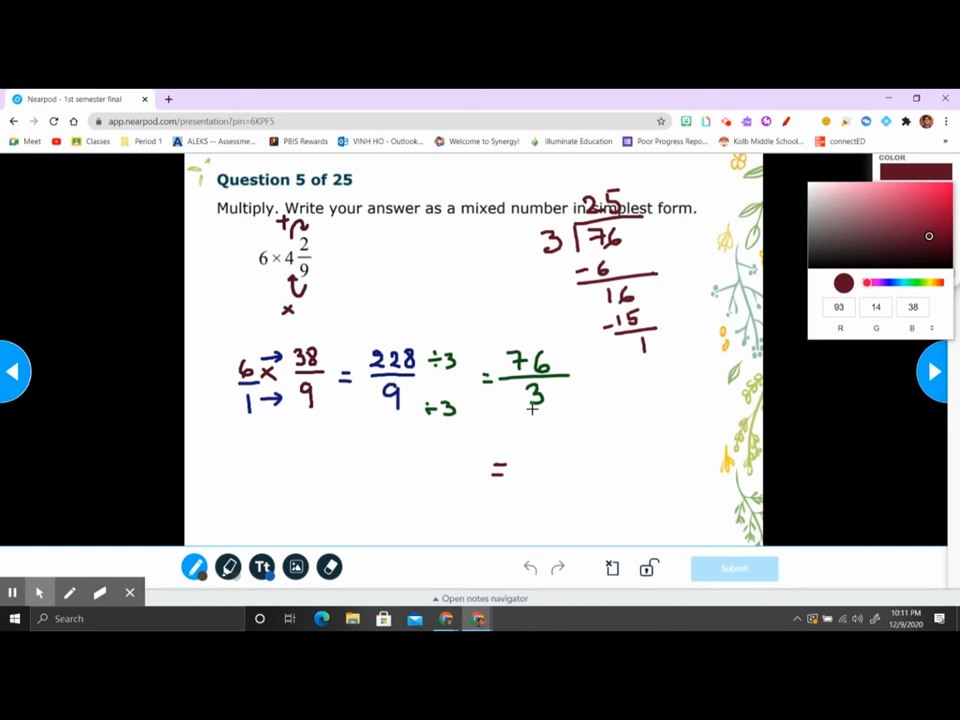 Nearpod - 1st semester final
app.nearpod.com/presentation?pin=6KPF5
Meet Classes Period 1 ALEKS -- Assessme... PBIS Rewards VINH HO - Outlook... Welcome to Synergy! Illuminate Education Poor Progress Repo... Kolb Middle School... connectED »
COLOR
Question 5 of 25
Multiply. Write your answer as a mixed number in simplest form.
6 × 4 2/9
+
×
25
3 76
-6
16
-15
1
6/1 × 38/9 = 228/9 ÷3 ÷3 = 76/3
=
93 14 38
R G B
Tt
Submit
Open notes navigator
Search
10:11 PM
12/9/2020